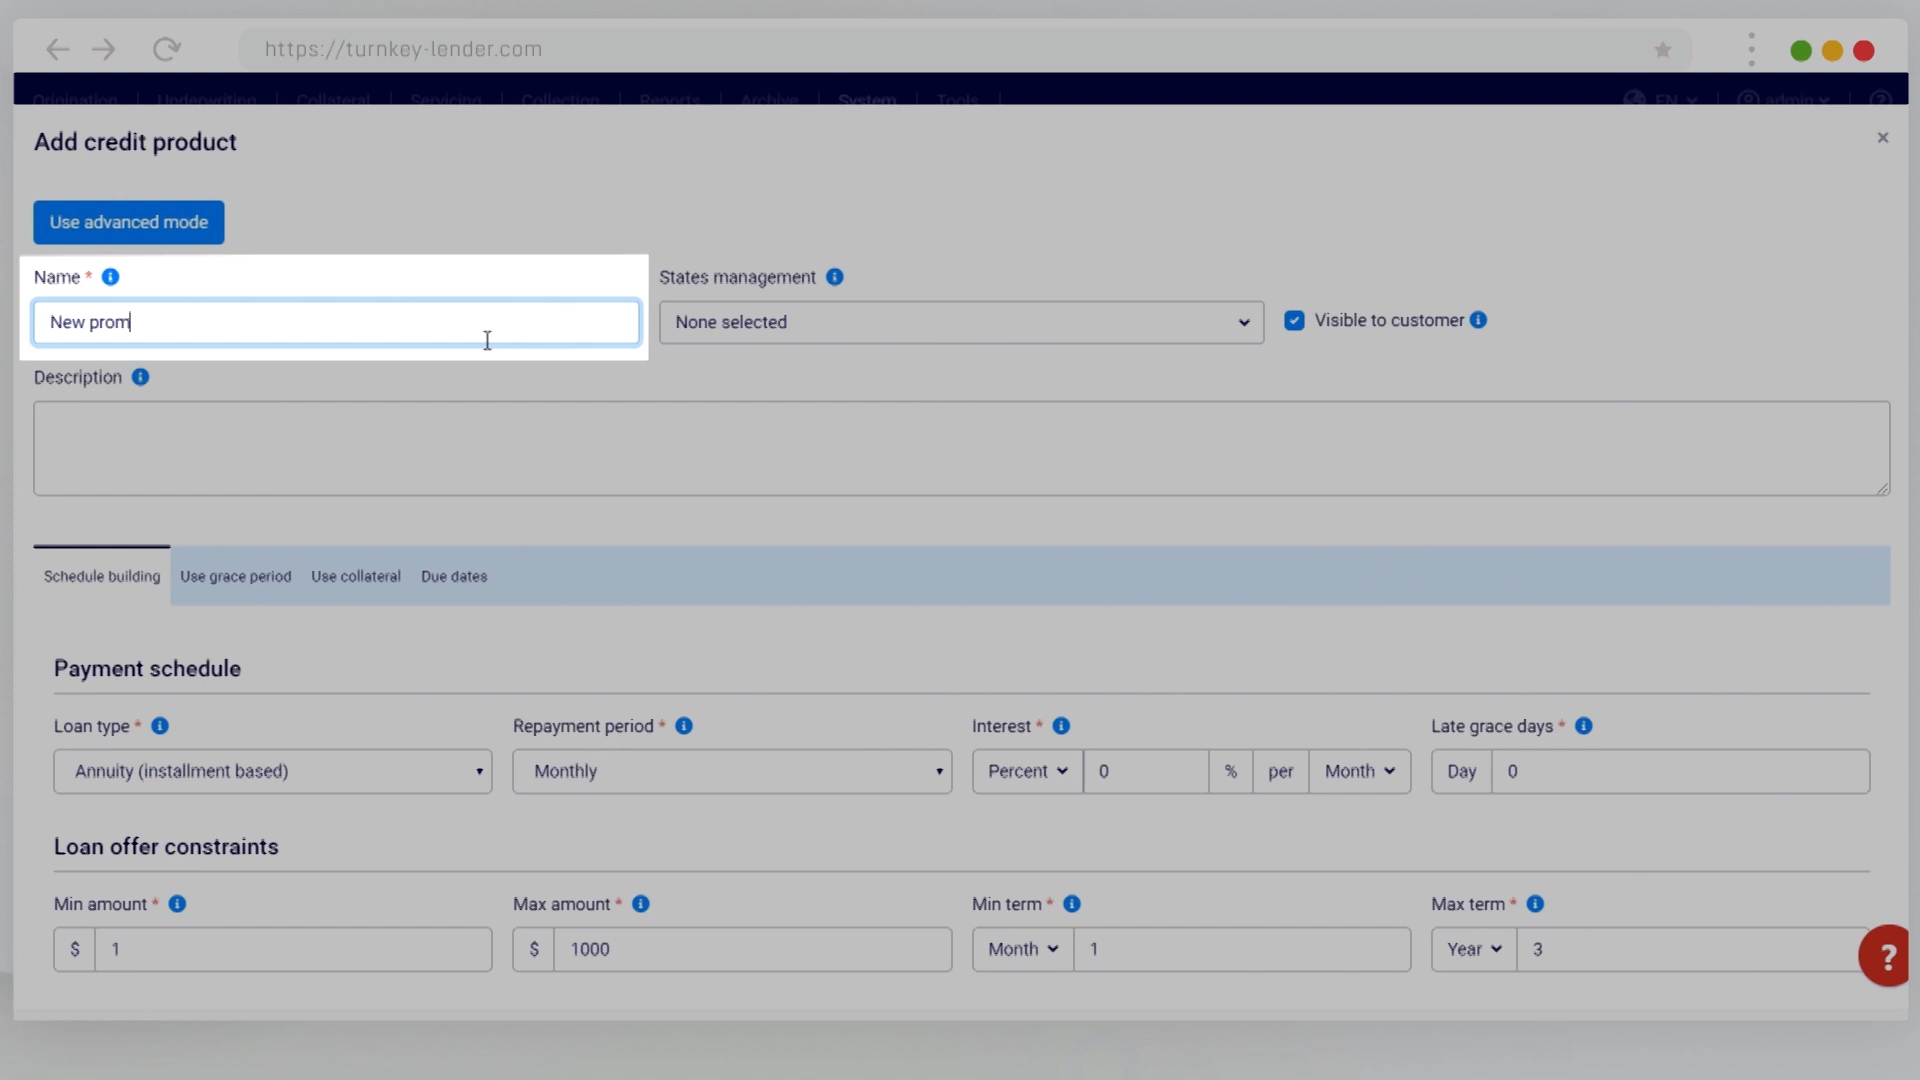 https://turnkey-lender.com
Origination Underwriting Collateral Servicing Collection Reports Archive System Tools EN admin ?
Add credit product ×
Use advanced mode
Name * i States management i
New prom None selected Visible to customer i
Description i
Schedule building Use grace period Use collateral Due dates
Payment schedule
Loan type * i Repayment period * i Interest * i Late grace days * i
Annuity (installment based) Monthly Percent 0 % per Month Day 0
Loan offer constraints
Min amount * i Max amount * i Min term * i Max term * i
$ 1 $ 1000 Month 1 Year 3
?